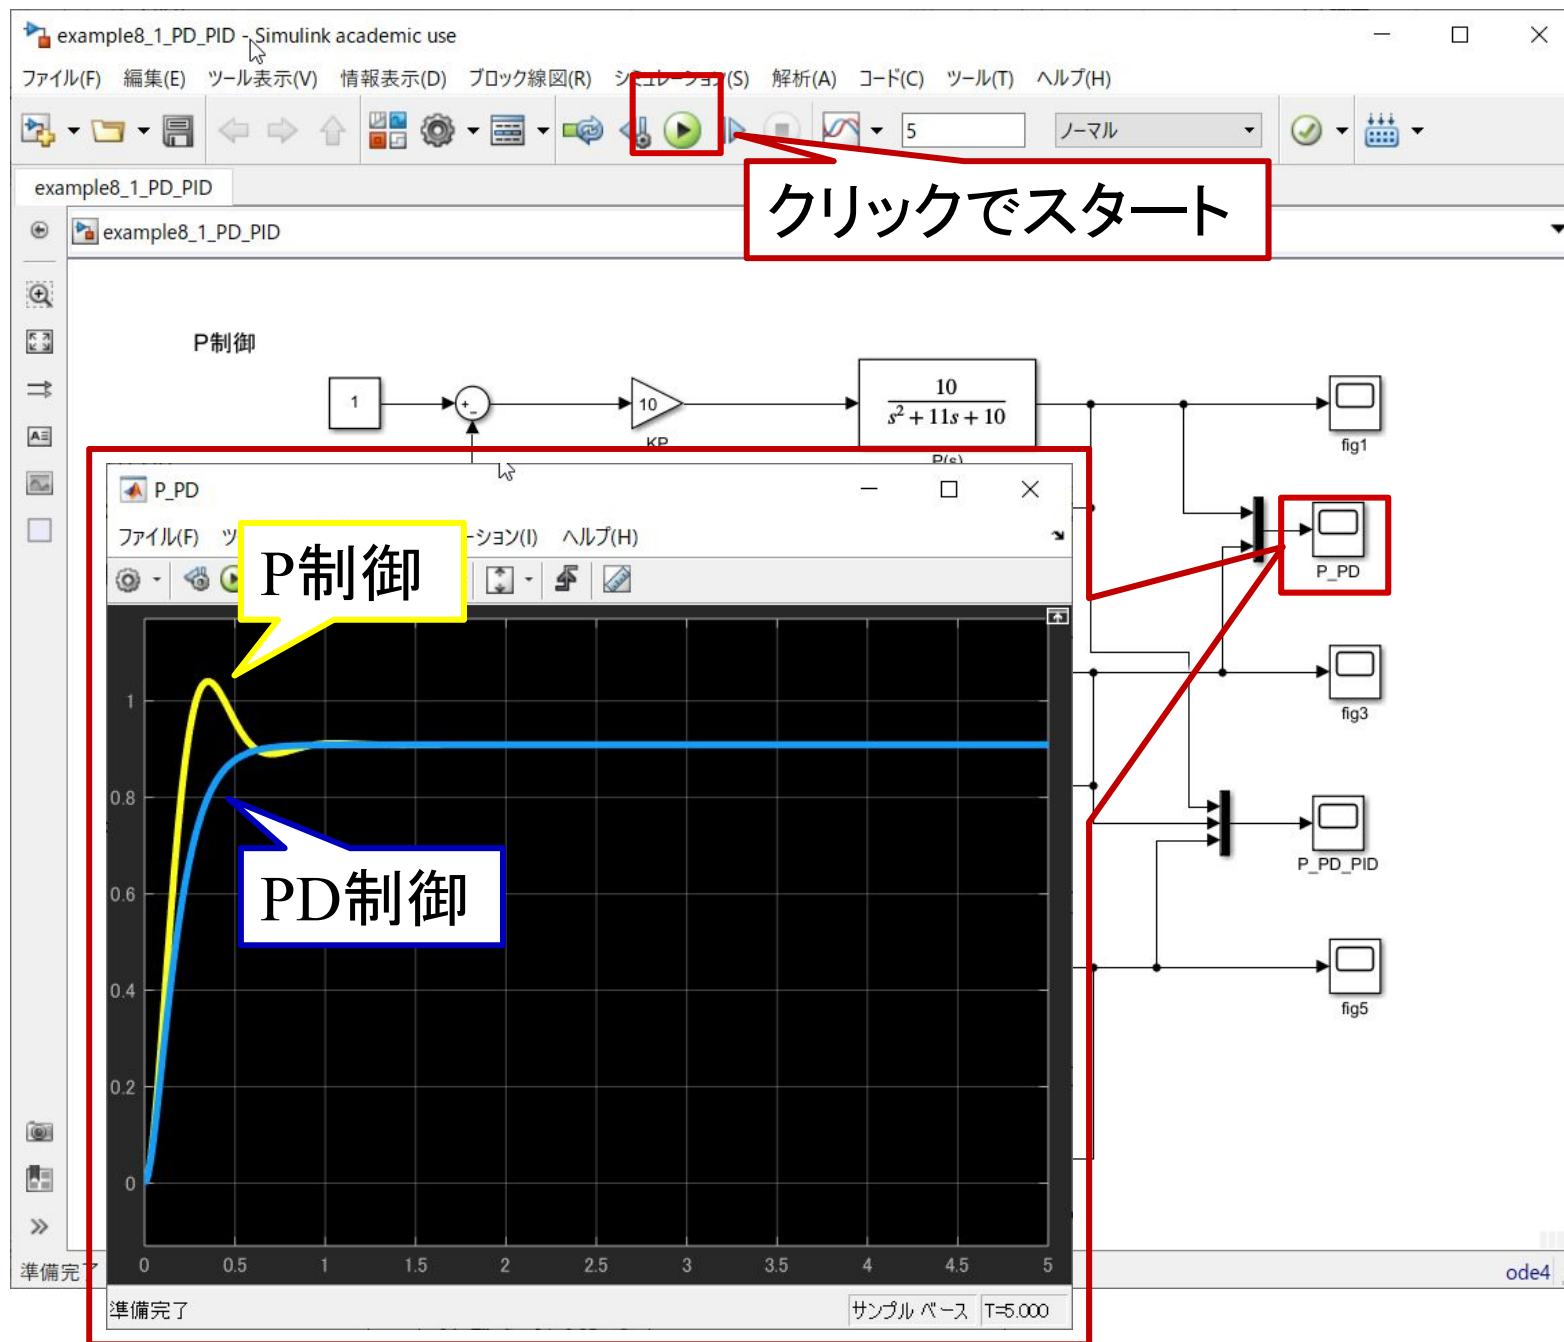 example8_1_PD_PID - Simulink academic use
ファイル(F) 編集(E) ツール表示(V) 情報表示(D) ブロック線図(R) シミュレーション(S) 解析(A) コード(C) ツール(T) ヘルプ(H)
5 ノーマル
クリックでスタート
example8_1_PD_PID
example8_1_PD_PID
P制御
1
+
-
10
KP
10
s² + 11s + 10
P(s)
fig1
P_PD
fig3
P_PD_PID
fig5
P_PD
ファイル(F) ーション(I) ヘルプ(H)
P制御
PD制御
1
0.8
0.6
0.4
0.2
0
0 0.5 1 1.5 2 2.5 3 3.5 4 4.5 5
準備完了 サンプル ベース T=5.000
準備完了
ode4